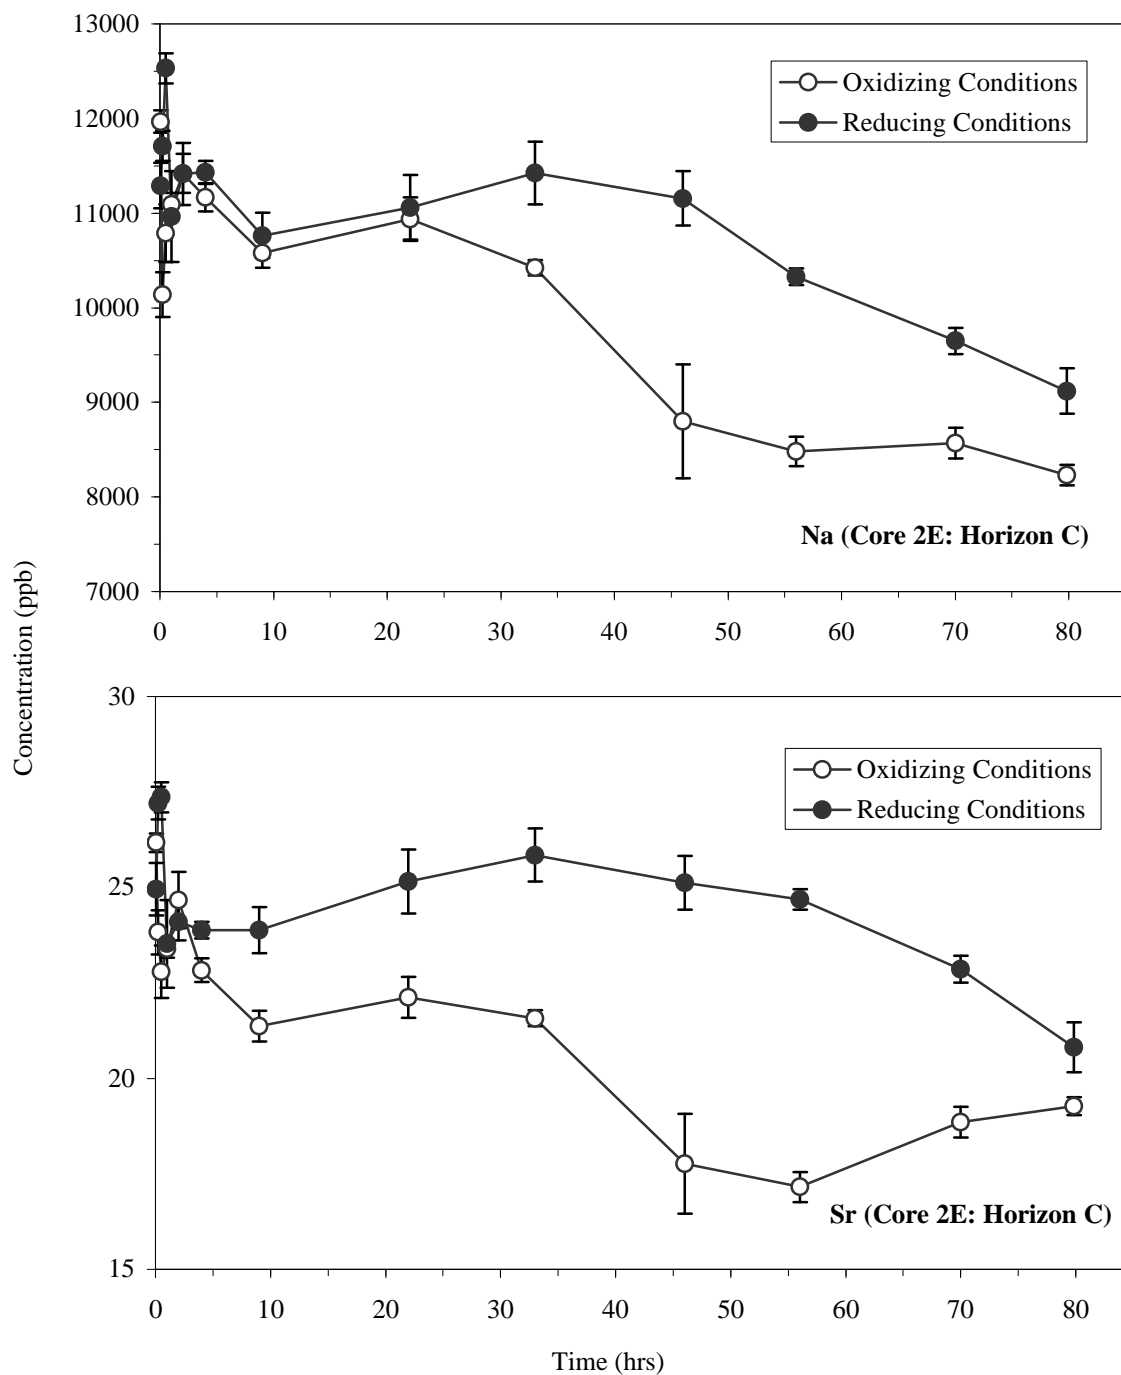 13000
12000
11000
10000
9000
8000
7000
0 10 20 30 40 50 60 70 80
Oxidizing Conditions
Reducing Conditions
Na (Core 2E: Horizon C)
Concentration (ppb)
30
25
20
15
0 10 20 30 40 50 60 70 80
Oxidizing Conditions
Reducing Conditions
Sr (Core 2E: Horizon C)
Time (hrs)